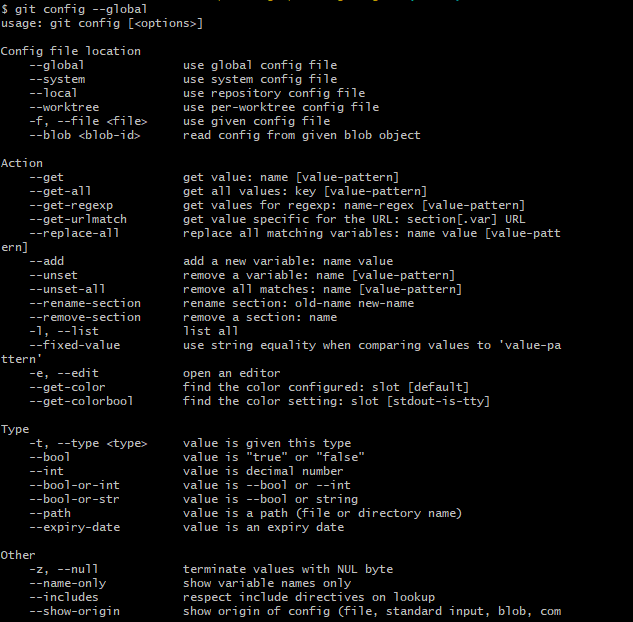 $ git config --global
usage: git config [<options>]
Config file location
--global use global config file
--system use system config file
--local use repository config file
--worktree use per-worktree config file
-f, --file <file> use given config file
--blob <blob-id> read config from given blob object
Action
--get get value: name [value-pattern]
--get-all get all values: key [value-pattern]
--get-regexp get values for regexp: name-regex [value-pattern]
--get-urlmatch get value specific for the URL: section[.var] URL
--replace-all replace all matching variables: name value [value-patt
ern]
--add add a new variable: name value
--unset remove a variable: name [value-pattern]
--unset-all remove all matches: name [value-pattern]
--rename-section rename section: old-name new-name
--remove-section remove a section: name
-l, --list list all
--fixed-value use string equality when comparing values to 'value-pa
ttern'
-e, --edit open an editor
--get-color find the color configured: slot [default]
--get-colorbool find the color setting: slot [stdout-is-tty]
Type
-t, --type <type> value is given this type
--bool value is "true" or "false"
--int value is decimal number
--bool-or-int value is --bool or --int
--bool-or-str value is --bool or string
--path value is a path (file or directory name)
--expiry-date value is an expiry date
Other
-z, --null terminate values with NUL byte
--name-only show variable names only
--includes respect include directives on lookup
--show-origin show origin of config (file, standard input, blob, com